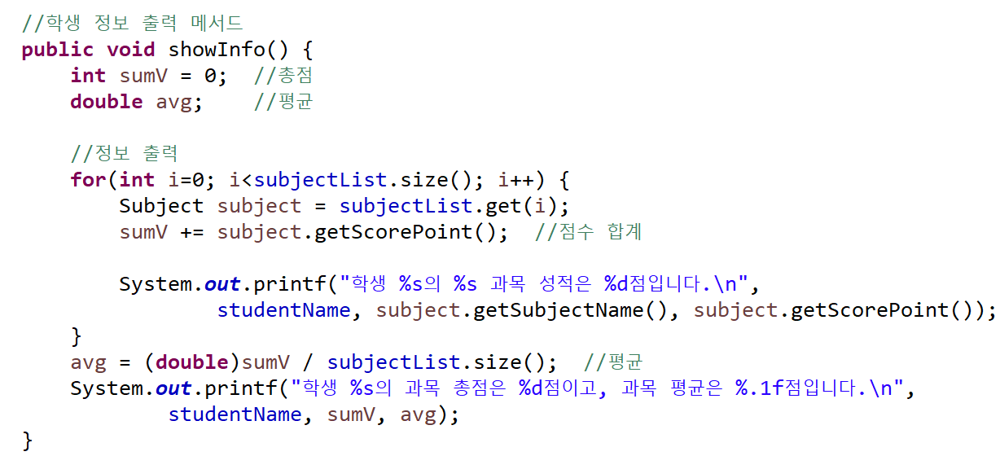 //학생 정보 출력 메서드
public void showInfo() {
    int sumV = 0;  //총점
    double avg;    //평균

    //정보 출력
    for(int i=0; i<subjectList.size(); i++) {
        Subject subject = subjectList.get(i);
        sumV += subject.getScorePoint();  //점수 합계

        System.out.printf("학생 %s의 %s 과목 성적은 %d점입니다.\n",
                studentName, subject.getSubjectName(), subject.getScorePoint());
    }
    avg = (double)sumV / subjectList.size();  //평균
    System.out.printf("학생 %s의 과목 총점은 %d점이고, 과목 평균은 %.1f점입니다.\n",
            studentName, sumV, avg);
}